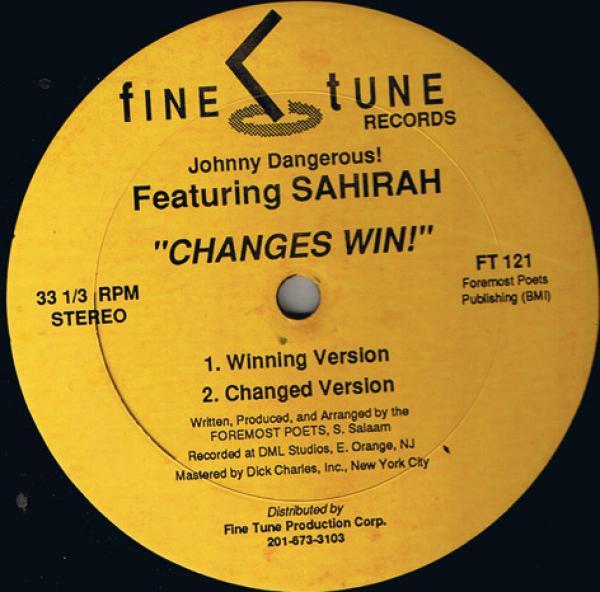 fINE tUNE
RECORDS
Johnny Dangerous!
Featuring SAHIRAH
"CHANGES WIN!"
33 1/3 RPM
STEREO
FT 121
Foremost Poets
Publishing (BMI)
1. Winning Version
2. Changed Version
Written, Produced, and Arranged by the
FOREMOST POETS, S. Salaam
Recorded at DML Studios, E. Orange, NJ
Mastered by Dick Charles, Inc., New York City
Distributed by
Fine Tune Production Corp.
201-673-3103